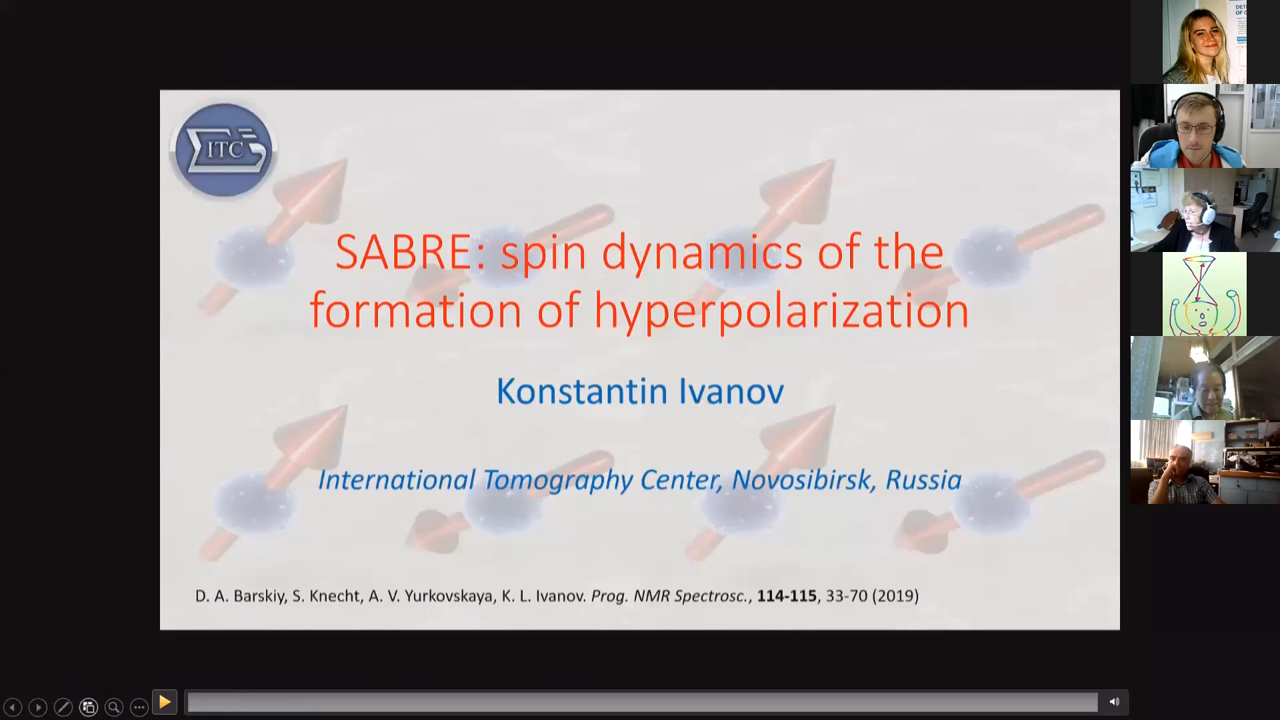 ITC
SABRE: spin dynamics of the
formation of hyperpolarization
Konstantin Ivanov
International Tomography Center, Novosibirsk, Russia
D. A. Barskiy, S. Knecht, A. V. Yurkovskaya, K. L. Ivanov. Prog. NMR Spectrosc., 114-115, 33-70 (2019)